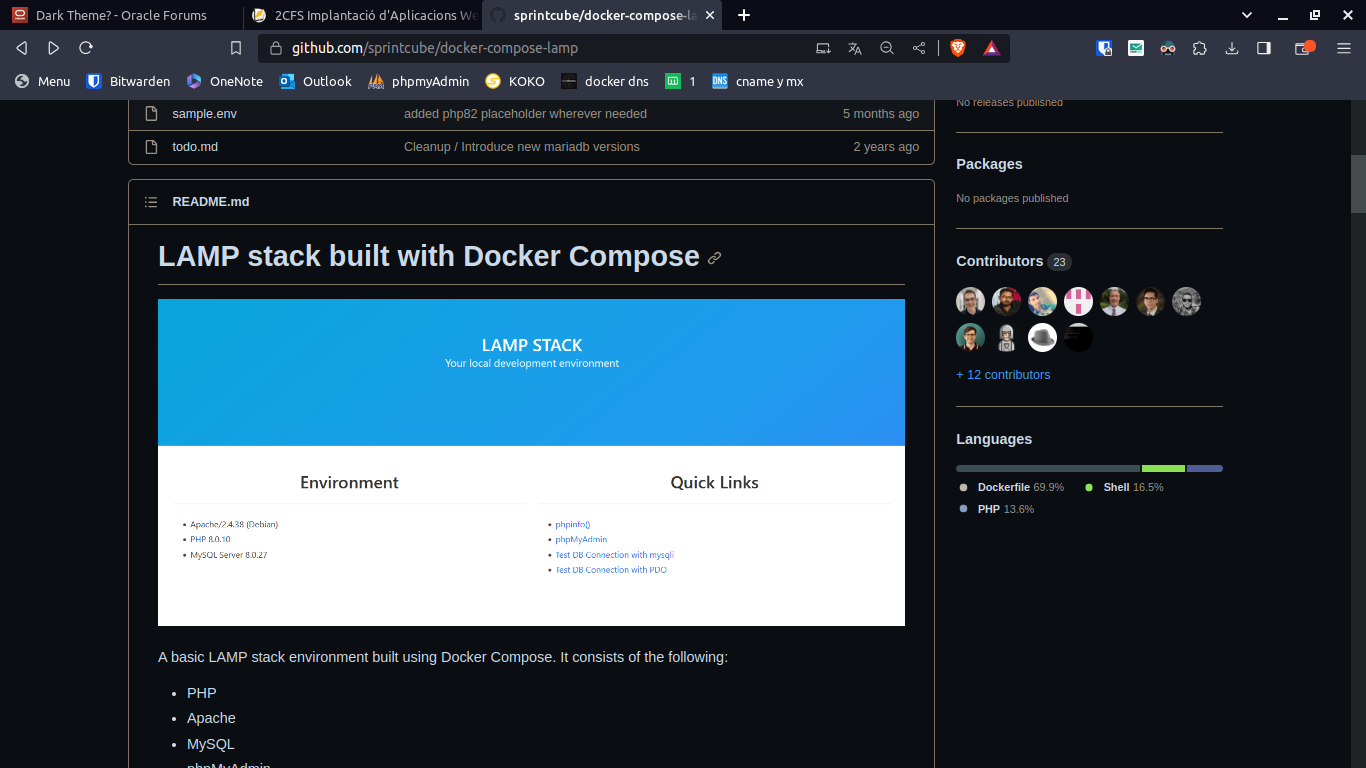 Dark Theme? - Oracle Forums
2CFS Implantació d'Aplicacions We
sprintcube/docker-compose-la
github.com/sprintcube/docker-compose-lamp
Menu
Bitwarden
OneNote
Outlook
phpmyAdmin
KOKO
docker dns
1
DNS
cname y mx
sample.env
added php82 placeholder wherever needed
5 months ago
todo.md
Cleanup / Introduce new mariadb versions
2 years ago
README.md
LAMP stack built with Docker Compose
LAMP STACK
Your local development environment
Environment
Apache/2.4.38 (Debian)
PHP 8.0.10
MySQL Server 8.0.27
Quick Links
phpinfo()
phpMyAdmin
Test DB Connection with mysqli
Test DB Connection with PDO
A basic LAMP stack environment built using Docker Compose. It consists of the following:
PHP
Apache
MySQL
phpMyAdmin
No releases published
Packages
No packages published
Contributors 23
+ 12 contributors
Languages
Dockerfile 69.9%
Shell 16.5%
PHP 13.6%